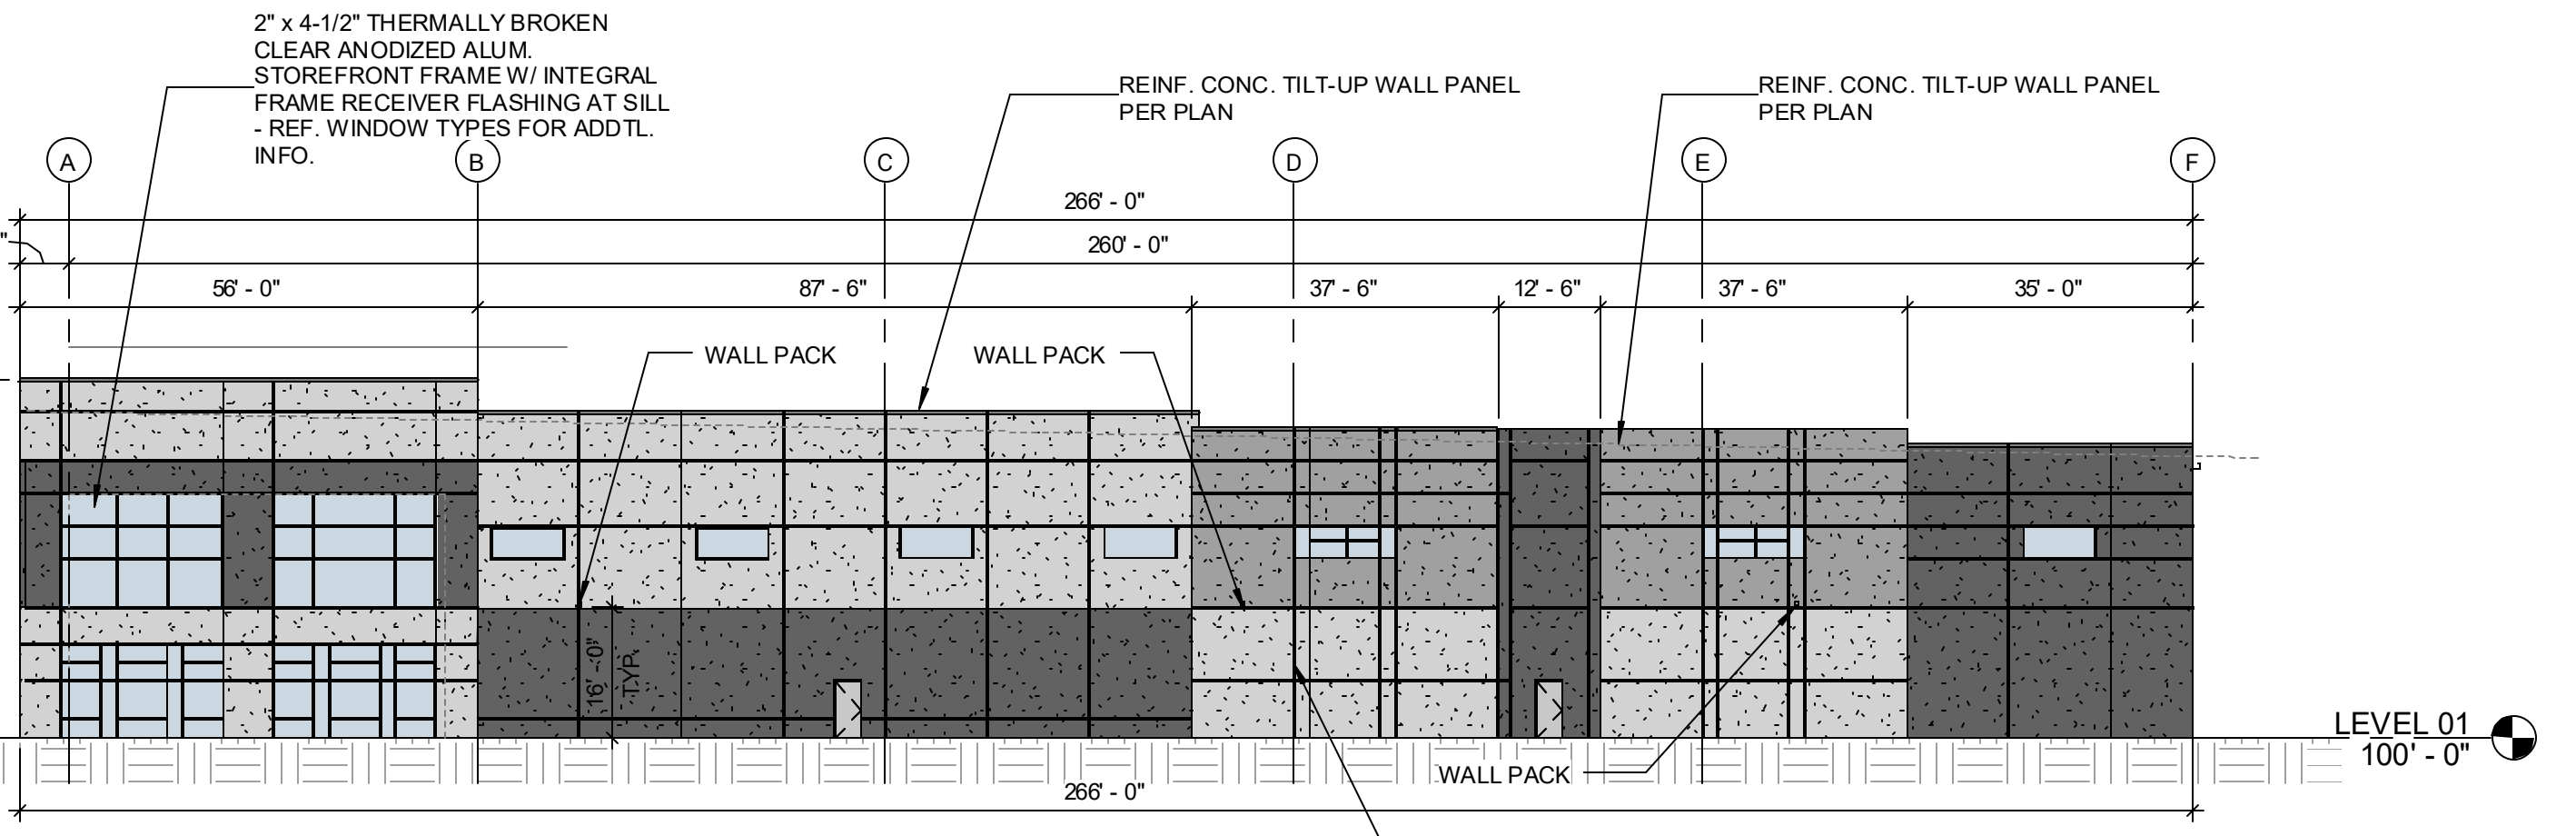 2" x 4-1/2" THERMALLY BROKEN
CLEAR ANODIZED ALUM.
STOREFRONT FRAME W/ INTEGRAL
FRAME RECEIVER FLASHING AT SILL
- REF. WINDOW TYPES FOR ADDTL.
INFO.
REINF. CONC. TILT-UP WALL PANEL
PER PLAN
REINF. CONC. TILT-UP WALL PANEL
PER PLAN
A
B
C
D
E
F
266' - 0"
"
260' - 0"
56' - 0"
87' - 6"
37' - 6"
12' - 6"
37' - 6"
35' - 0"
WALL PACK
WALL PACK
16' - 0"
TYP.
LEVEL 01
100' - 0"
WALL PACK
266' - 0"